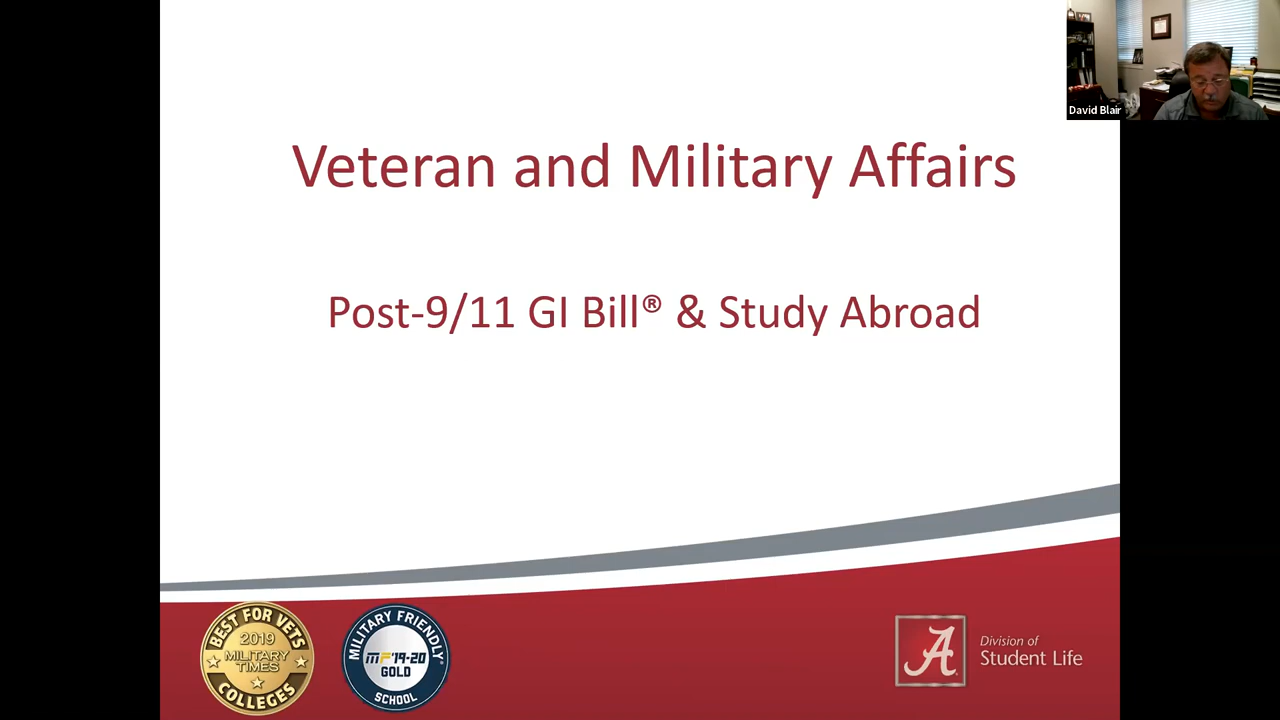 David Blair
Veteran and Military Affairs
Post-9/11 GI Bill® & Study Abroad
BEST FOR VETS
2019
MILITARY
TIMES
COLLEGES
MILITARY FRIENDLY®
MF '19-20
GOLD
SCHOOL
A
Division of
Student Life